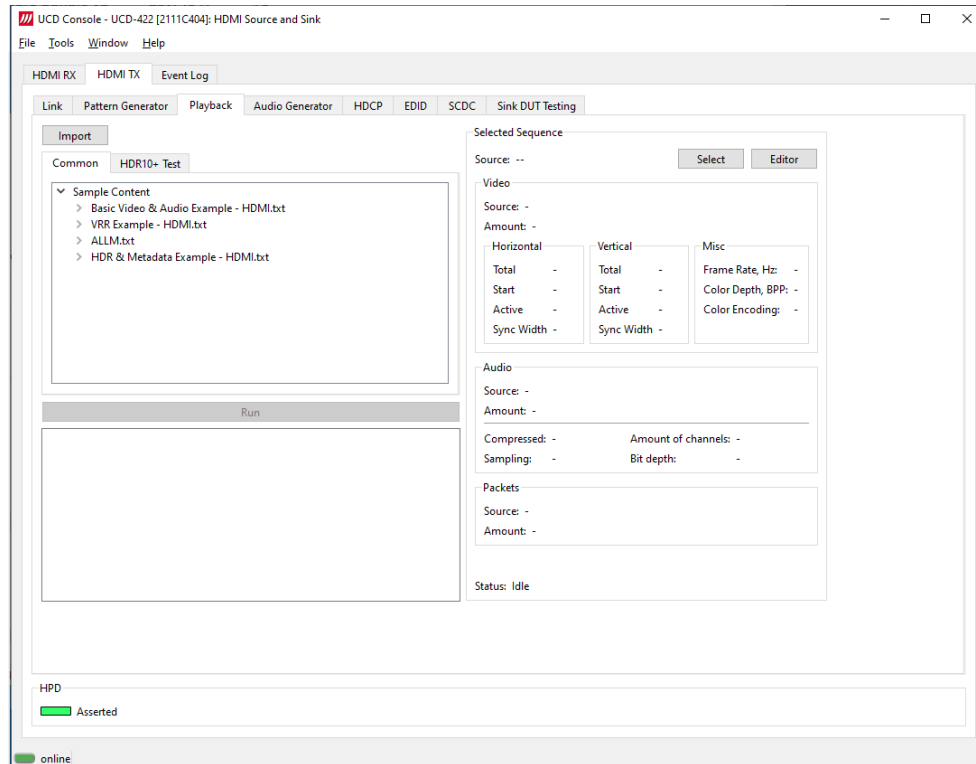 UCD Console - UCD-422 [2111C404]: HDMI Source and Sink
File Tools Window Help
HDMI RX HDMI TX Event Log
Link Pattern Generator Playback Audio Generator HDCP EDID SCDC Sink DUT Testing
Import
Common HDR10+ Test
Sample Content
Basic Video & Audio Example - HDMI.txt
VRR Example - HDMI.txt
ALLM.txt
HDR & Metadata Example - HDMI.txt
Run
Selected Sequence
Source: -- Select Editor
Video
Source: -
Amount: -
Horizontal
Total -
Start -
Active -
Sync Width -
Vertical
Total -
Start -
Active -
Sync Width -
Misc
Frame Rate, Hz: -
Color Depth, BPP: -
Color Encoding: -
Audio
Source: -
Amount: -
Compressed: - Amount of channels: -
Sampling: - Bit depth: -
Packets
Source: -
Amount: -
Status: Idle
HPD
Asserted
online